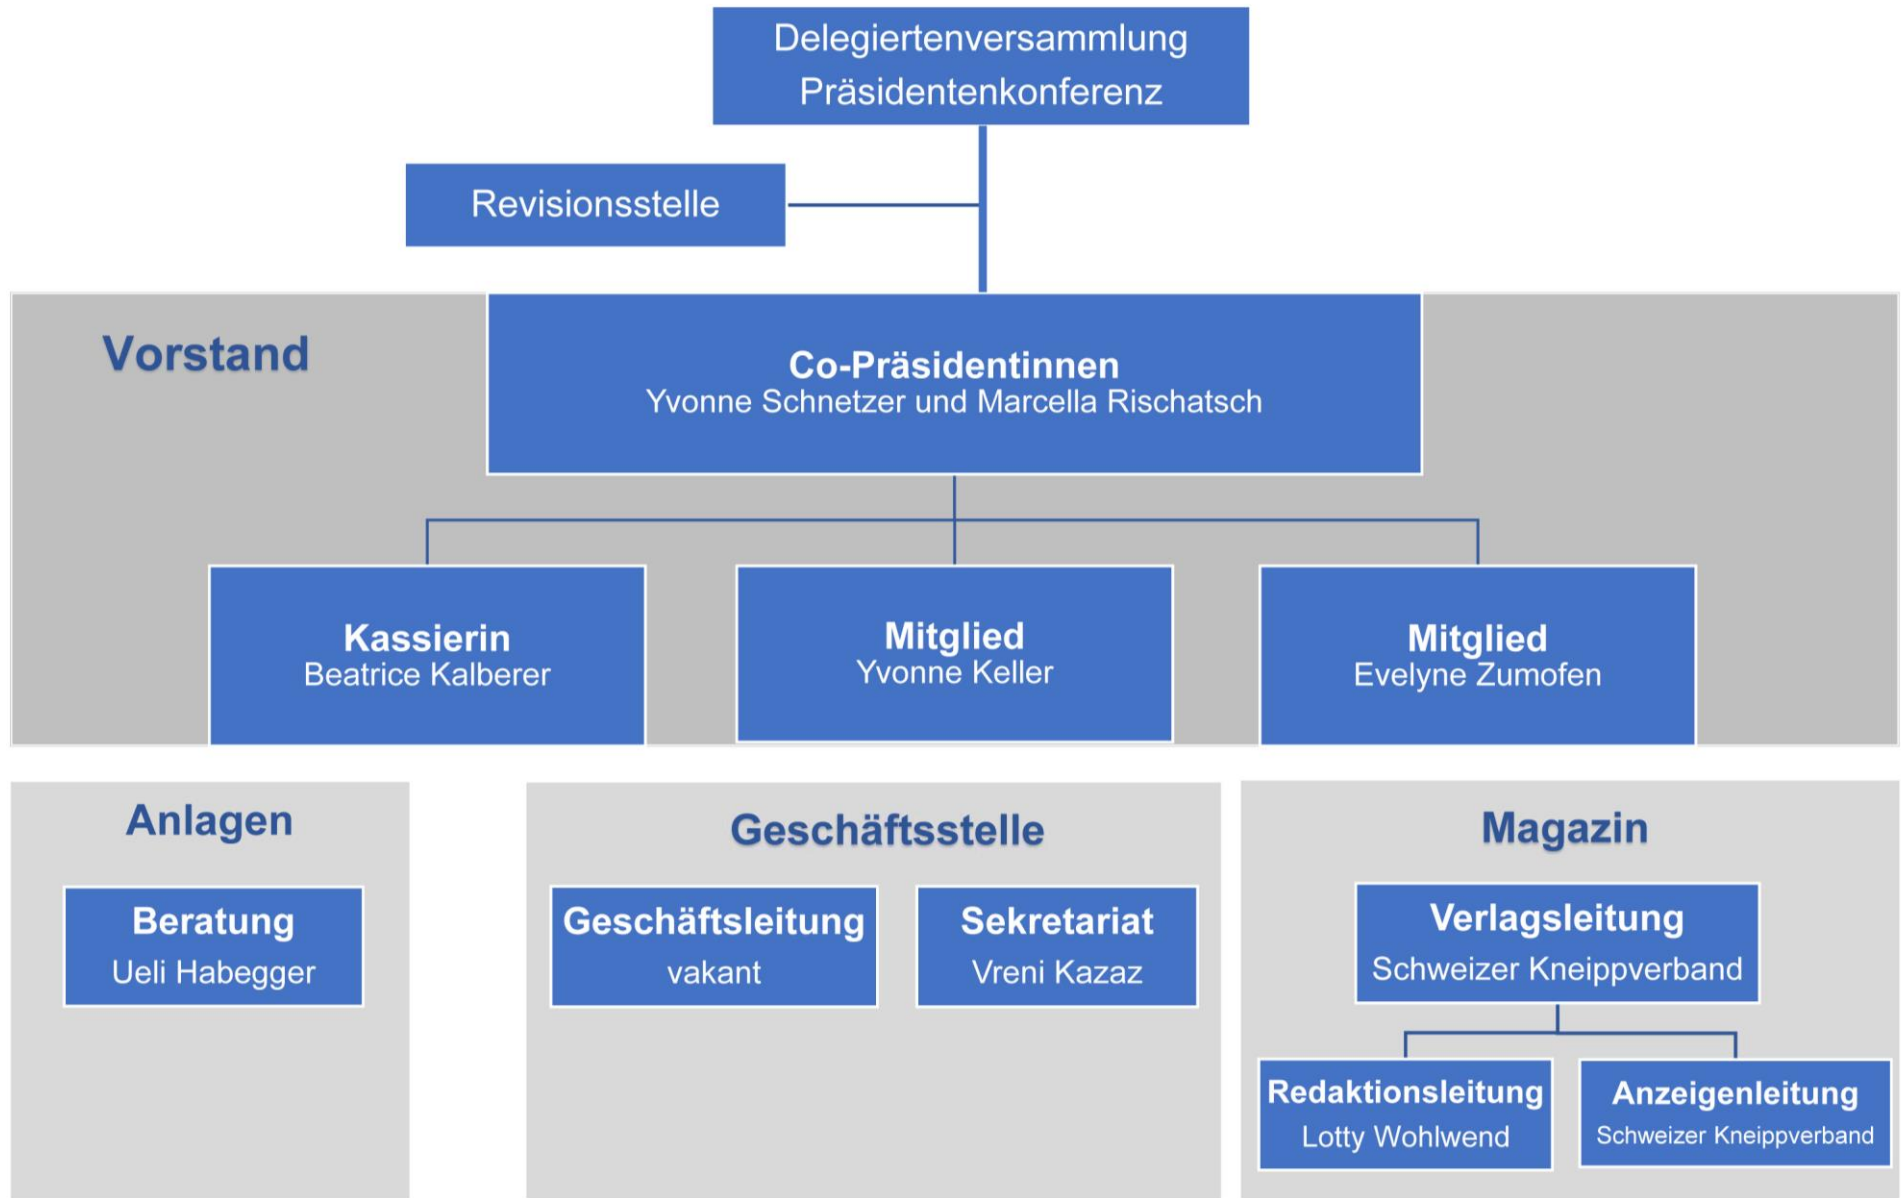 Delegiertenversammlung
Präsidentenkonferenz
Revisionsstelle
Vorstand
Co-Präsidentinnen
Yvonne Schnetzer und Marcella Rischatsch
Kassierin
Beatrice Kalberer
Mitglied
Yvonne Keller
Mitglied
Evelyne Zumofen
Anlagen
Beratung
Ueli Habegger
Geschäftsstelle
Geschäftsleitung
vakant
Sekretariat
Vreni Kazaz
Magazin
Verlagsleitung
Schweizer Kneippverband
Redaktionsleitung
Lotty Wohlwend
Anzeigenleitung
Schweizer Kneippverband